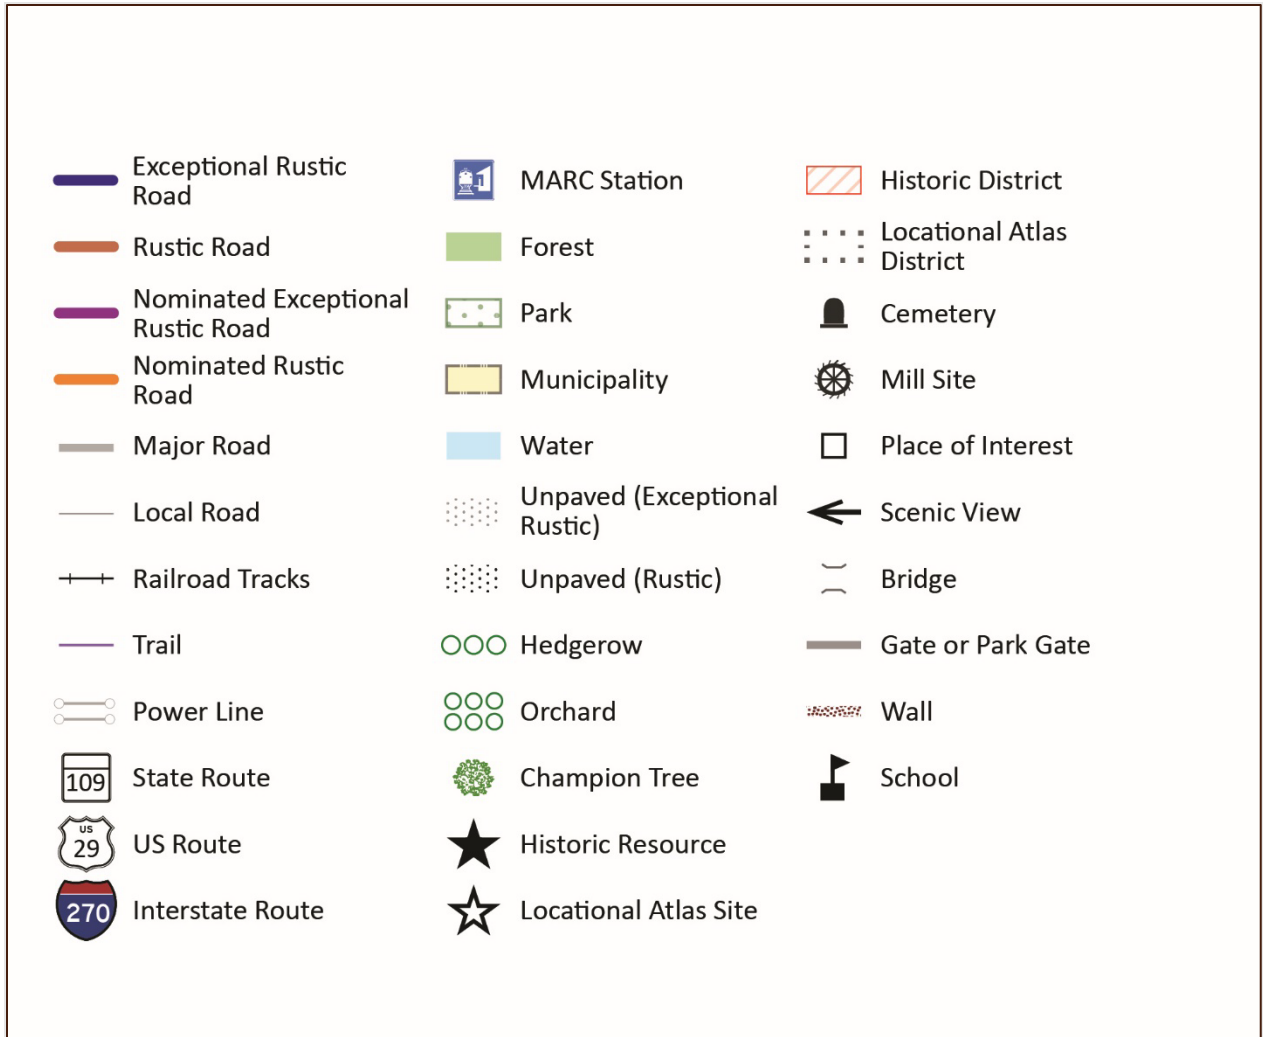 Exceptional Rustic
Road
Rustic Road
Nominated Exceptional
Rustic Road
Nominated Rustic
Road
Major Road
Local Road
Railroad Tracks
Trail
Power Line
109
State Route
US
29
US Route
270
Interstate Route
MARC Station
Forest
Park
Municipality
Water
Unpaved (Exceptional
Rustic)
Unpaved (Rustic)
Hedgerow
Orchard
Champion Tree
Historic Resource
Locational Atlas Site
Historic District
Locational Atlas
District
Cemetery
Mill Site
Place of Interest
Scenic View
Bridge
Gate or Park Gate
Wall
School